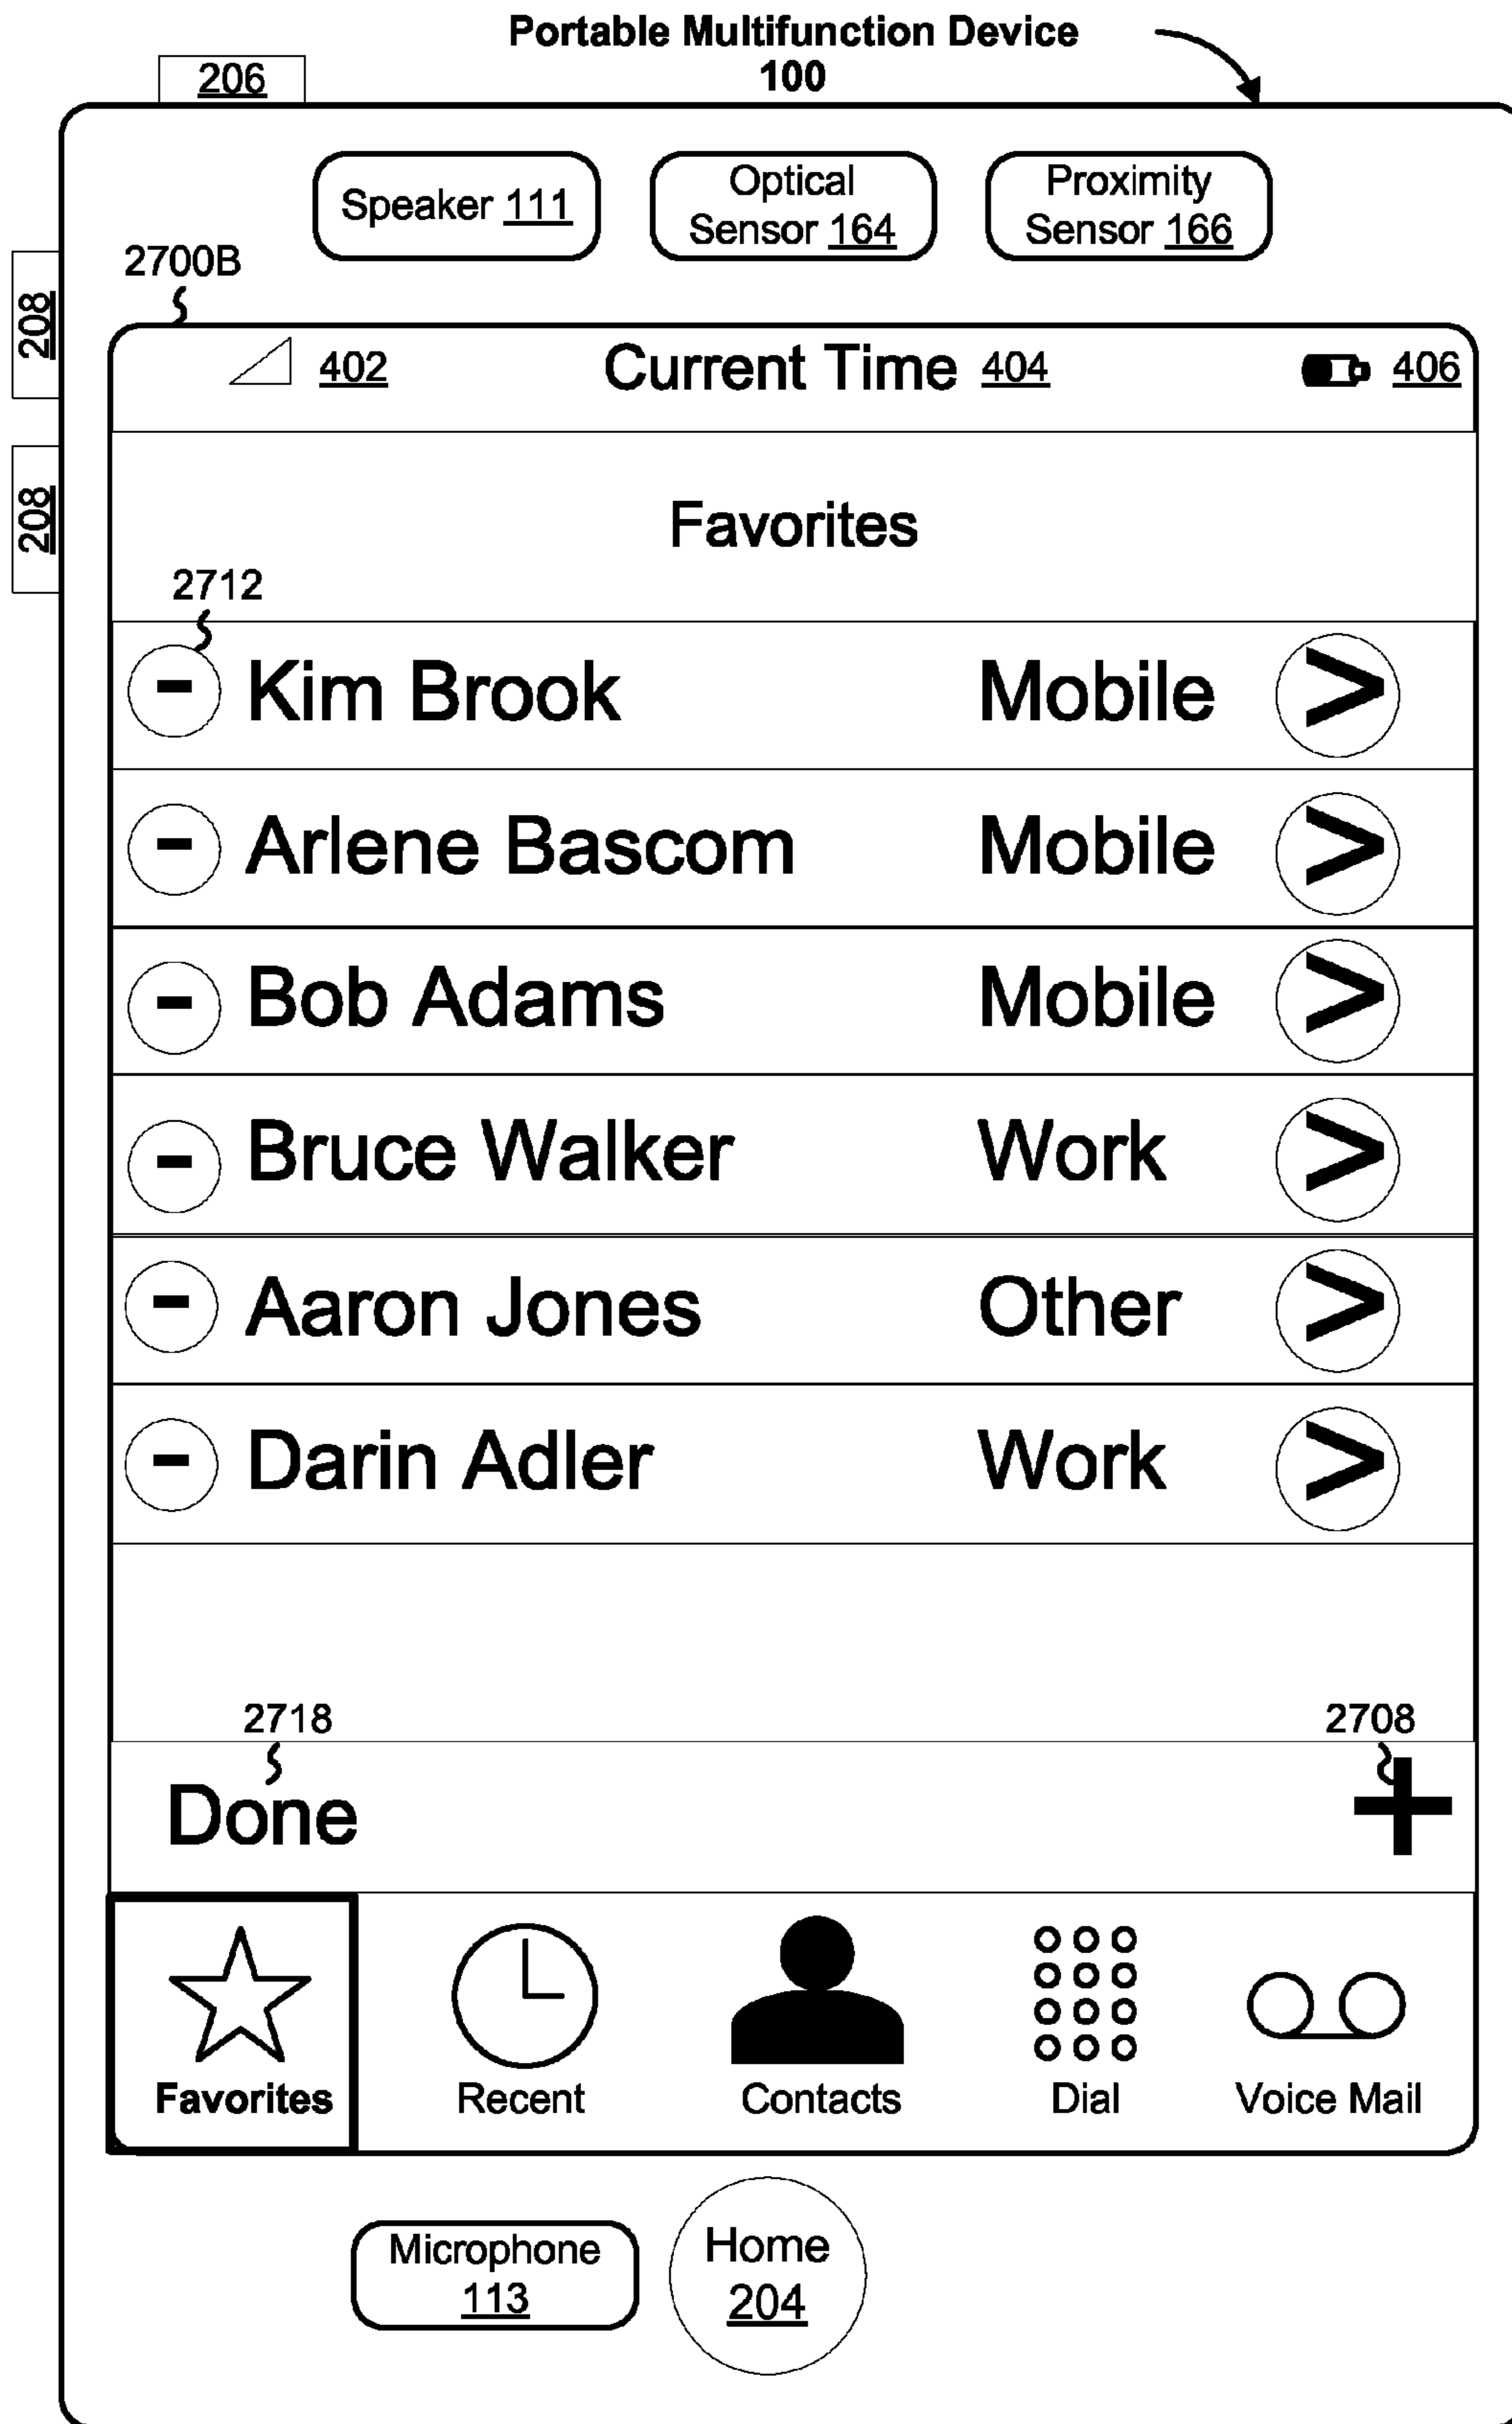 Portable Multifunction Device
100
206
Speaker 111
Optical
Sensor 164
Proximity
Sensor 166
2700B
208
402
Current Time 404
406
208
Favorites
2712
- Kim Brook Mobile >
- Arlene Bascom Mobile >
- Bob Adams Mobile >
- Bruce Walker Work >
- Aaron Jones Other >
- Darin Adler Work >
2718
2708
Done +
Favorites
Recent
Contacts
Dial
Voice Mail
Microphone
113
Home
204